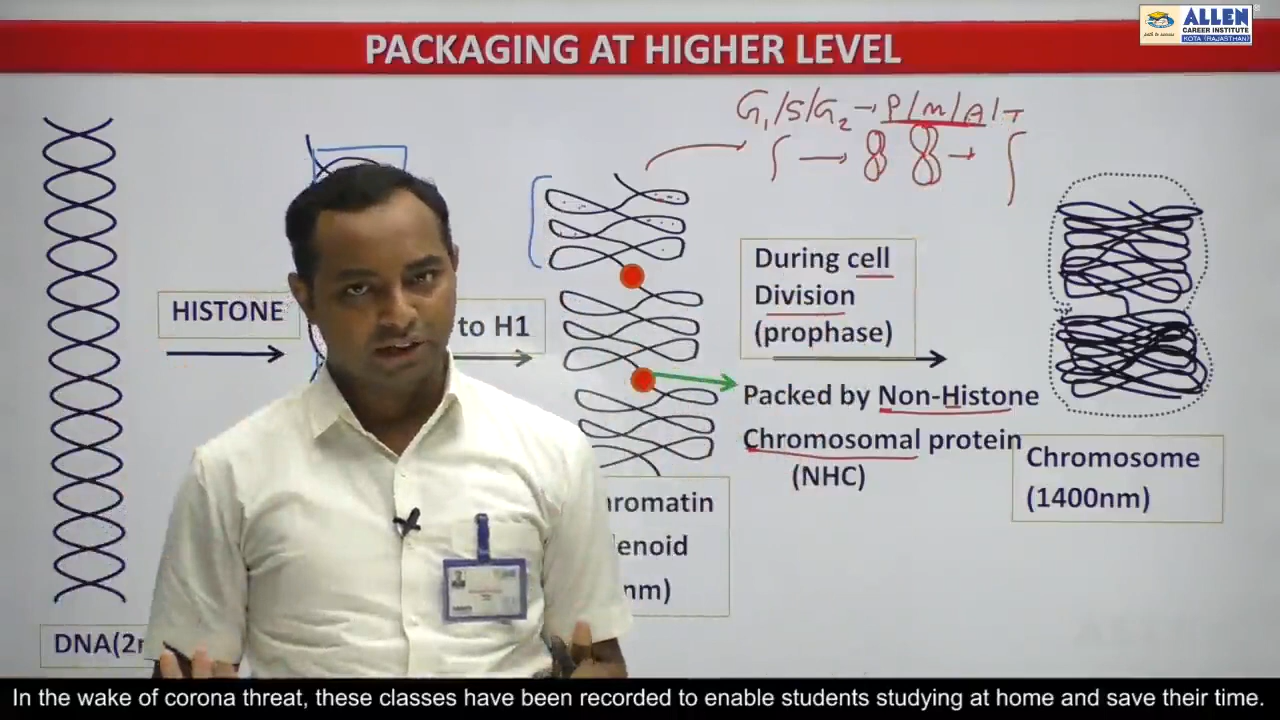 ALLEN
CAREER INSTITUTE
KOTA (RAJASTHAN)
PACKAGING AT HIGHER LEVEL
G₁/S/G₂ → P/M/A/T
HISTONE
to H1
During cell
Division
(prophase)
Packed by Non-Histone
Chromosomal protein
(NHC)
Chromosome
(1400nm)
romatin
enoid
nm)
DNA(2
In the wake of corona threat, these classes have been recorded to enable students studying at home and save their time.